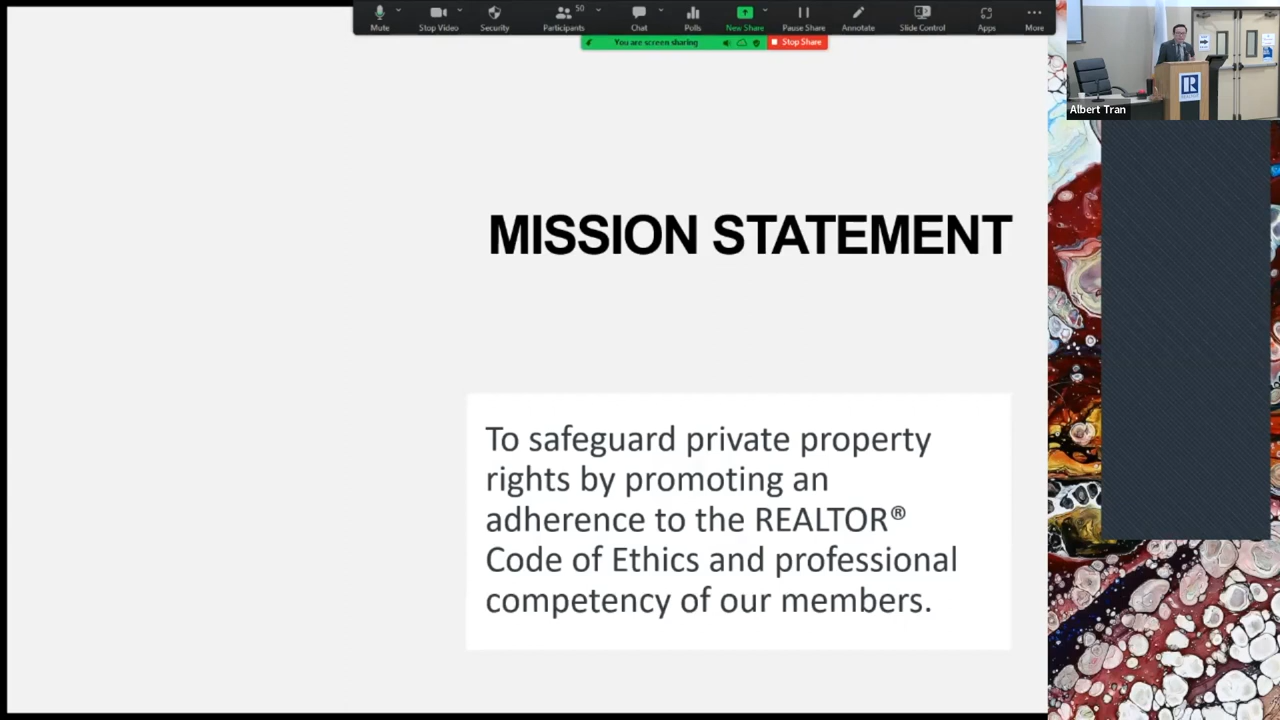 Mute
Stop Video
Security
Participants
50
Chat
Polls
New Share
Pause Share
Annotate
Slide Control
Apps
More
You are screen sharing
Stop Share
REALTOR
Albert Tran
MISSION STATEMENT
To safeguard private property
rights by promoting an
adherence to the REALTOR®
Code of Ethics and professional
competency of our members.